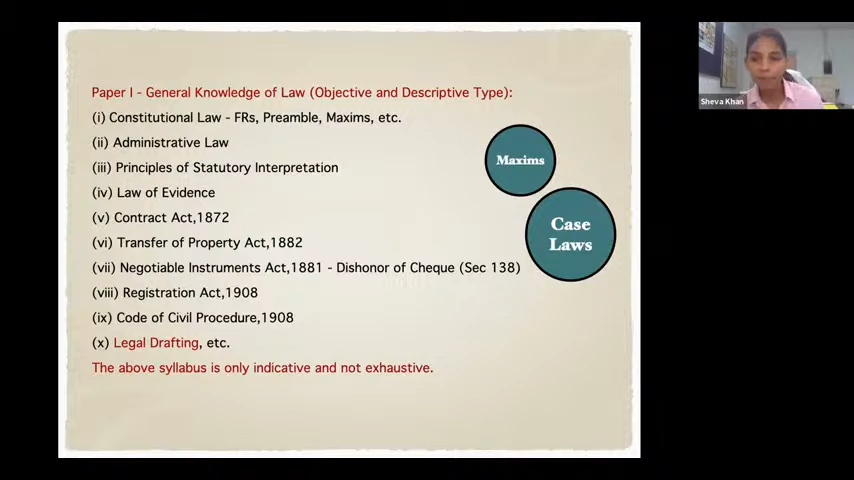 Paper I - General Knowledge of Law (Objective and Descriptive Type):
(i) Constitutional Law - FRs, Preamble, Maxims, etc.
(ii) Administrative Law
(iii) Principles of Statutory Interpretation
(iv) Law of Evidence
(v) Contract Act,1872
(vi) Transfer of Property Act,1882
(vii) Negotiable Instruments Act,1881 - Dishonor of Cheque (Sec 138)
(viii) Registration Act,1908
(ix) Code of Civil Procedure,1908
(x) Legal Drafting, etc.
The above syllabus is only indicative and not exhaustive.
Maxims
Case
Laws
Sheva Khan